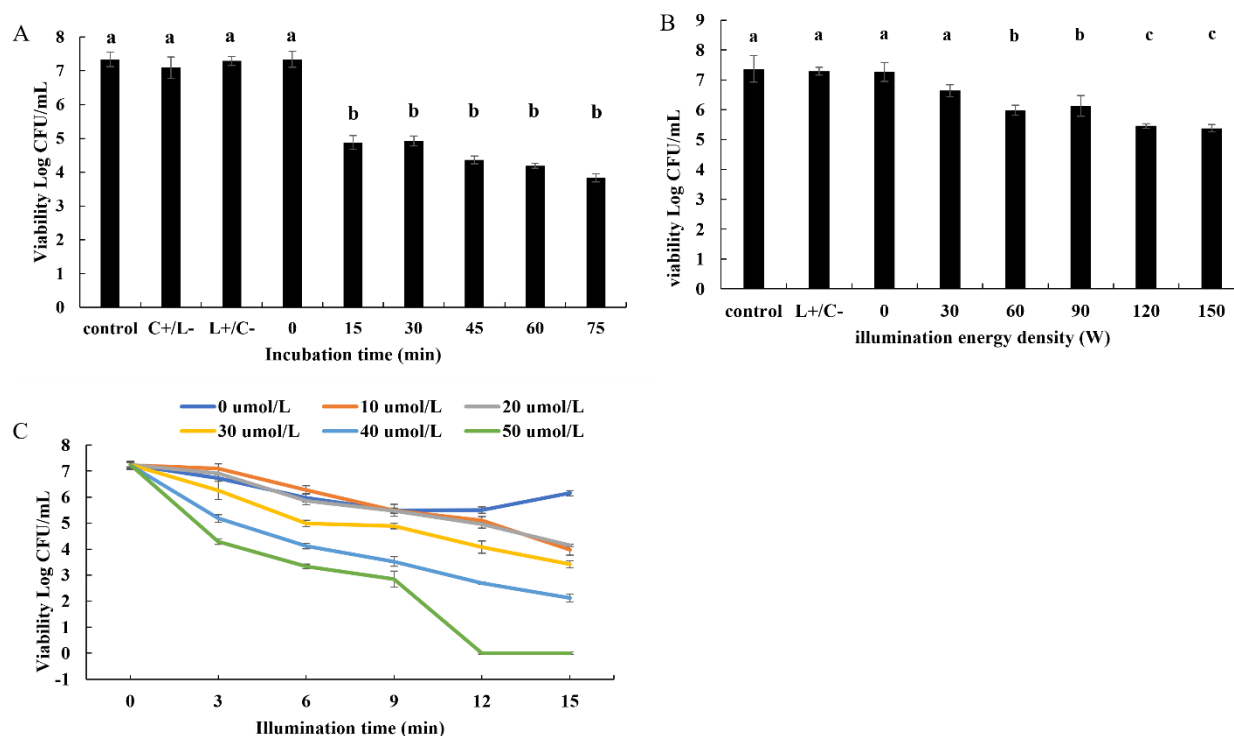 A
a a a a
b b b b b
8
7
6
5
4
3
2
1
0
Viability Log CFU/mL
control C+/L- L+/C- 0 15 30 45 60 75
Incubation time (min)
B
a a a a b b c c
9
8
7
6
5
4
3
2
1
0
viability Log CFU/mL
control L+/C- 0 30 60 90 120 150
illumination energy density (W)
C
0 umol/L 10 umol/L 20 umol/L
30 umol/L 40 umol/L 50 umol/L
8
7
6
5
4
3
2
1
0
-1
Viability Log CFU/mL
0 3 6 9 12 15
Illumination time (min)